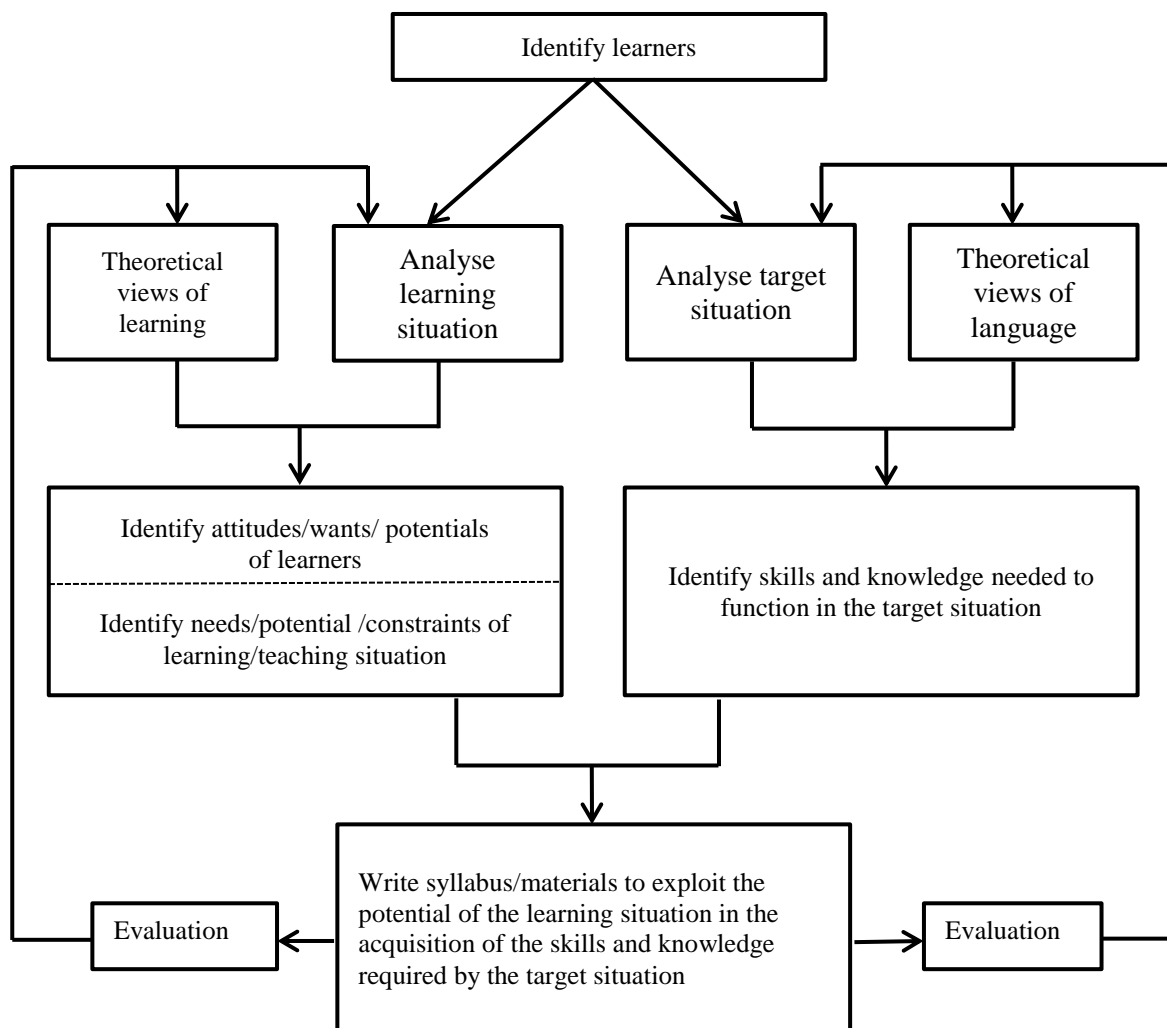 Identify learners
Theoretical
views of
learning
Analyse
learning
situation
Analyse target
situation
Theoretical
views of
language
Identify attitudes/wants/ potentials
of learners
Identify needs/potential /constraints of
learning/teaching situation
Identify skills and knowledge needed to
function in the target situation
Evaluation
Write syllabus/materials to exploit the
potential of the learning situation in the
acquisition of the skills and knowledge
required by the target situation
Evaluation